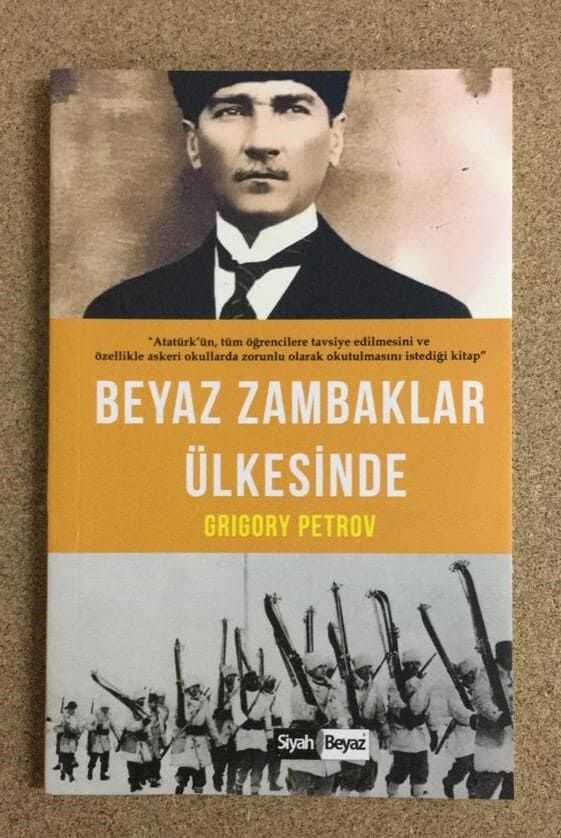 "Atatürk'ün, tüm öğrencilere tavsiye edilmesini ve
özellikle askeri okullarda zorunlu olarak okutulmasını istediği kitap"
BEYAZ ZAMBAKLAR
ÜLKESİNDE
GRIGORY PETROV
Siyah Beyaz